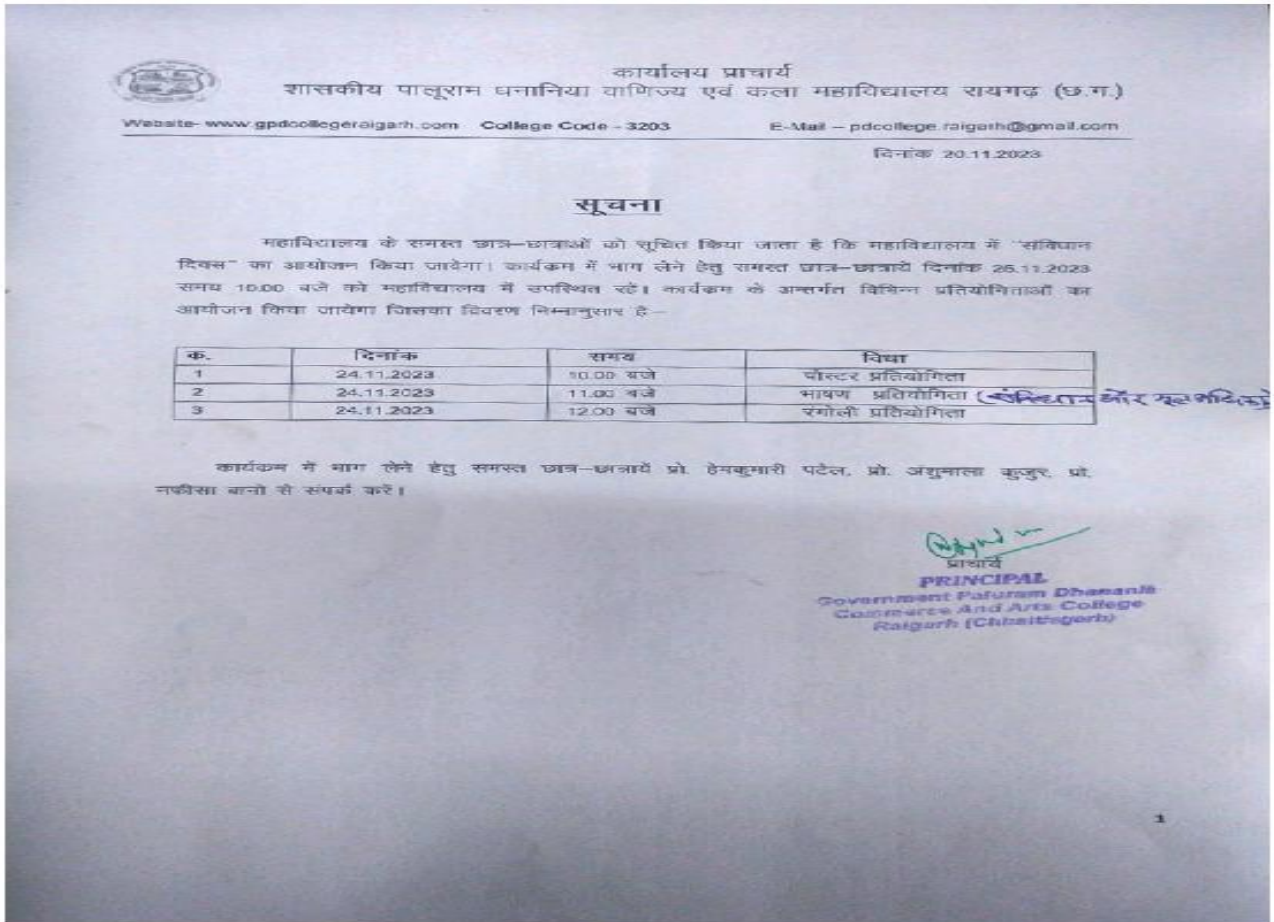 कार्यालय प्राचार्य
शासकीय पालूराम धनानिया वाणिज्य एवं कला महाविद्यालय रायगढ़ (छ.ग.)
Website- www.gpdcollegeraigarh.com College Code - 3203 E-Mail – pdcollege.raigarh@gmail.com
दिनांक 20.11.2023
सूचना
महाविद्यालय के समस्त छात्र–छात्राओं को सूचित किया जाता है कि महाविद्यालय में "संविधान
दिवस" का आयोजन किया जावेगा। कार्यक्रम में भाग लेने हेतु समस्त छात्र–छात्रायें दिनांक 25.11.2023
समय 10.00 बजे को महाविद्यालय में उपस्थित रहें। कार्यक्रम के अन्तर्गत विभिन्न प्रतियोगिताओं का
आयोजन किया जायेगा जिसका विवरण निम्नानुसार है–
क. दिनांक समय विधा
1 24.11.2023 10.00 बजे पोस्टर प्रतियोगिता
2 24.11.2023 11.00 बजे भाषण प्रतियोगिता (संविधान और मूल
3 24.11.2023 12.00 बजे रंगोली प्रतियोगिता
कार्यक्रम में भाग लेने हेतु समस्त छात्र–छात्रायें प्रो. हेमकुमारी पटेल, प्रो. अंशुमाला कुजुर, प्रो.
नफीसा बानो से संपर्क करें।
प्राचार्य
PRINCIPAL
Government Paluram Dhanania
Commerce And Arts College
Raigarh (Chhattisgarh)
1